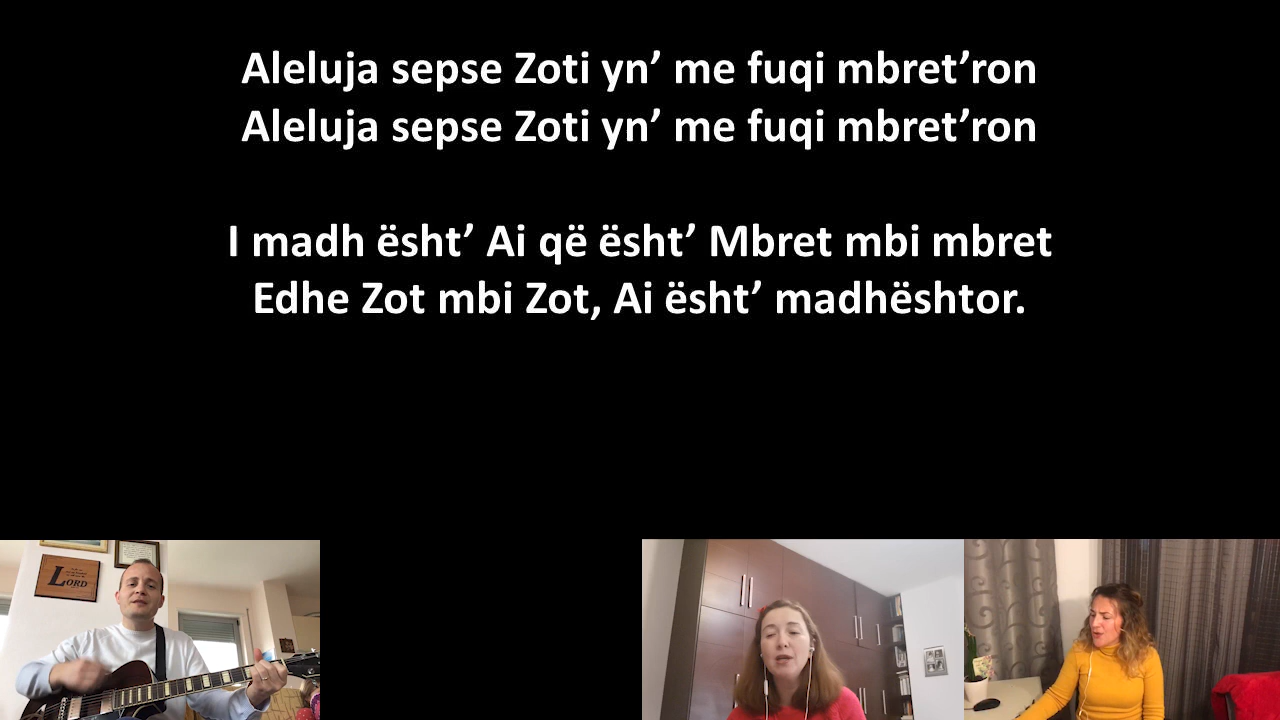 Aleluja sepse Zoti yn’ me fuqi mbret’ron
Aleluja sepse Zoti yn’ me fuqi mbret’ron
I madh ësht’ Ai që ësht’ Mbret mbi mbret
Edhe Zot mbi Zot, Ai ësht’ madhështor.
LORD